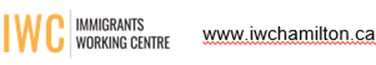 IWC IMMIGRANTS
WORKING CENTRE
www.iwchamilton.ca